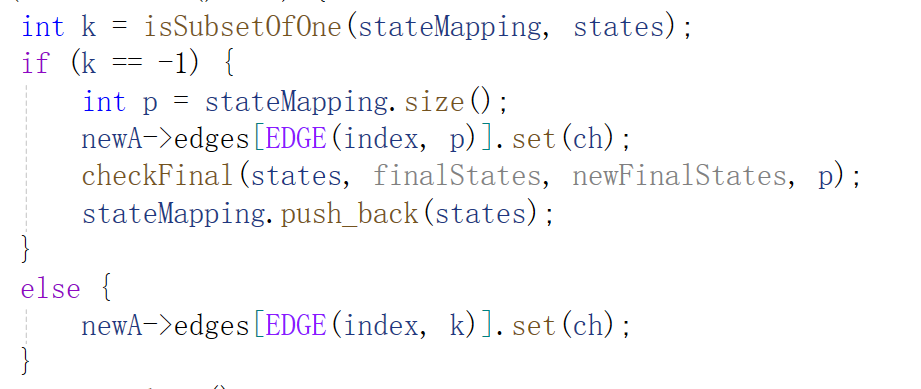 int k = isSubsetOfOne(stateMapping, states);
if (k == -1) {
    int p = stateMapping.size();
    newA->edges[EDGE(index, p)].set(ch);
    checkFinal(states, finalStates, newFinalStates, p);
    stateMapping.push_back(states);
}
else {
    newA->edges[EDGE(index, k)].set(ch);
}